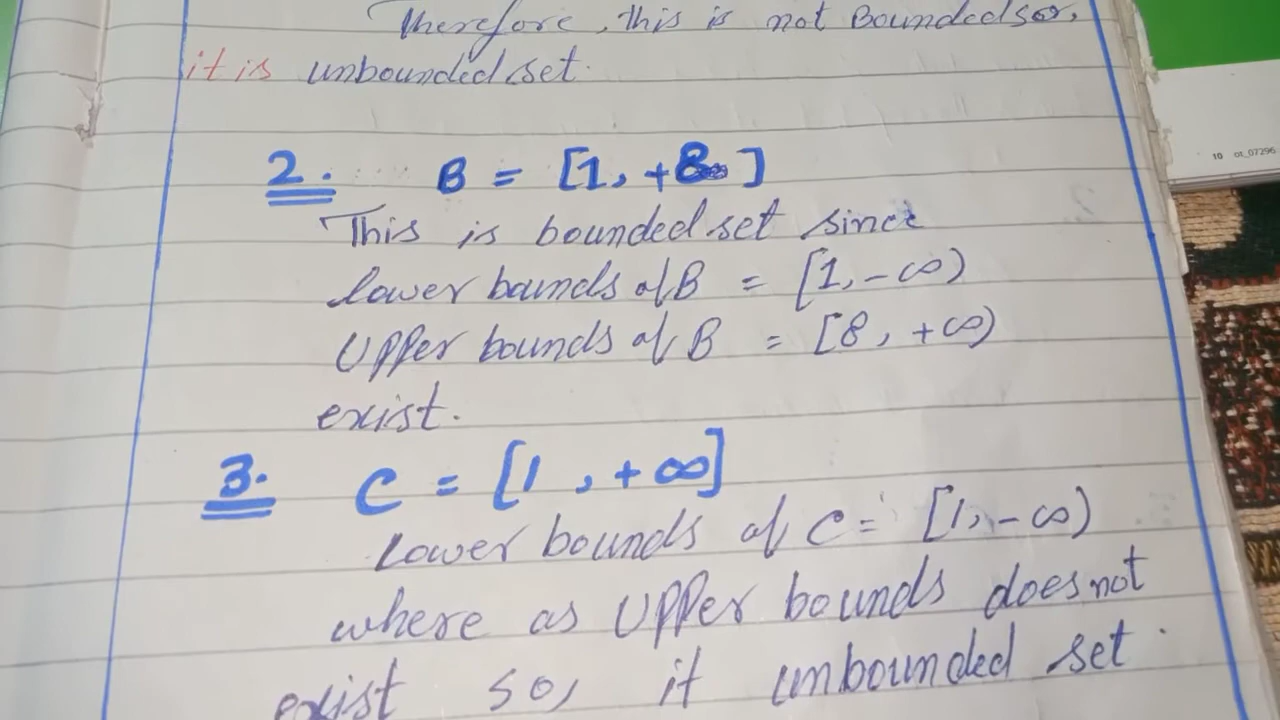 Therefore, this is not Bounded so,
it is unbounded set.
2. B = [1, +8]
This is bounded set since
lower bounds of B = [1, -∞)
Upper bounds of B = [8, +∞)
exist.
3. C = [1, +∞]
Lower bounds of C = [1, -∞)
where as Upper bounds does not
exist so, it unbounded set.
10 01_07296